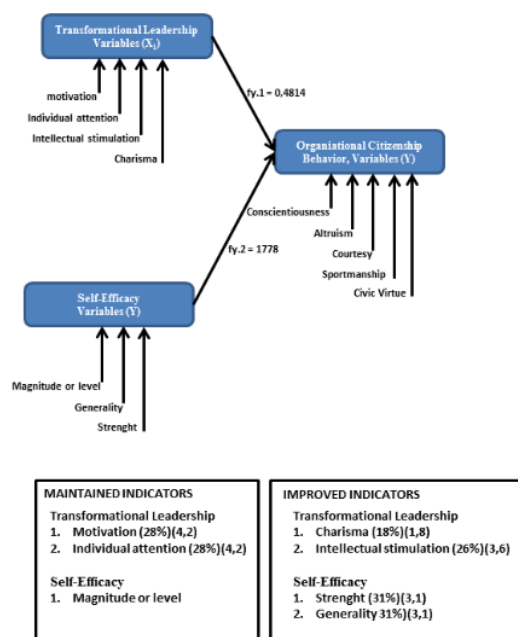 Transformational Leadership
Variables (X1)
motivation
Individual attention
Intellectual stimulation
Charisma
fy.1 = 0,4814
Organiational Citizenship
Behavior, Variables (Y)
Conscientiousness
Altruism
Courtesy
Sportmanship
Civic Virtue
fy.2 = 1778
Self-Efficacy
Variables (Y)
Magnitude or level
Generality
Strenght
MAINTAINED INDICATORS
Transformational Leadership
1. Motivation (28%)(4,2)
2. Individual attention (28%)(4,2)
Self-Efficacy
1. Magnitude or level
IMPROVED INDICATORS
Transformational Leadership
1. Charisma (18%)(1,8)
2. Intellectual stimulation (26%)(3,6)
Self-Efficacy
1. Strenght (31%)(3,1)
2. Generality 31%)(3,1)